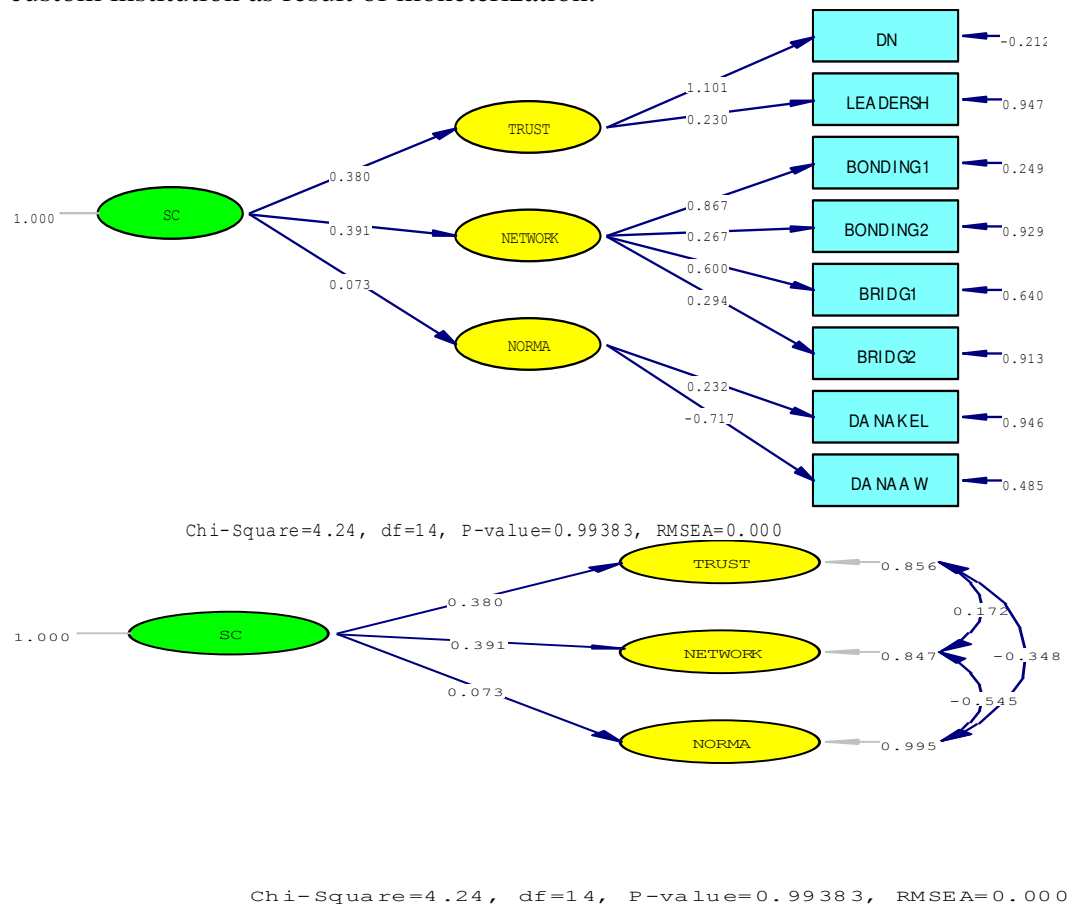 DN
-0.212
1.101
LEADERSH
0.947
0.230
TRUST
BONDING1
0.249
0.380
0.867
1.000
SC
0.391
NETWORK
BONDING2
0.929
0.267
0.600
0.073
BRIDG1
0.640
0.294
NORMA
BRIDG2
0.913
0.232
DANAKEL
0.946
-0.717
DANAAW
0.485
Chi-Square=4.24, df=14, P-value=0.99383, RMSEA=0.000
TRUST
0.856
0.380
0.172
1.000
SC
0.391
NETWORK
0.847
-0.348
0.073
-0.545
NORMA
0.995
Chi-Square=4.24, df=14, P-value=0.99383, RMSEA=0.000